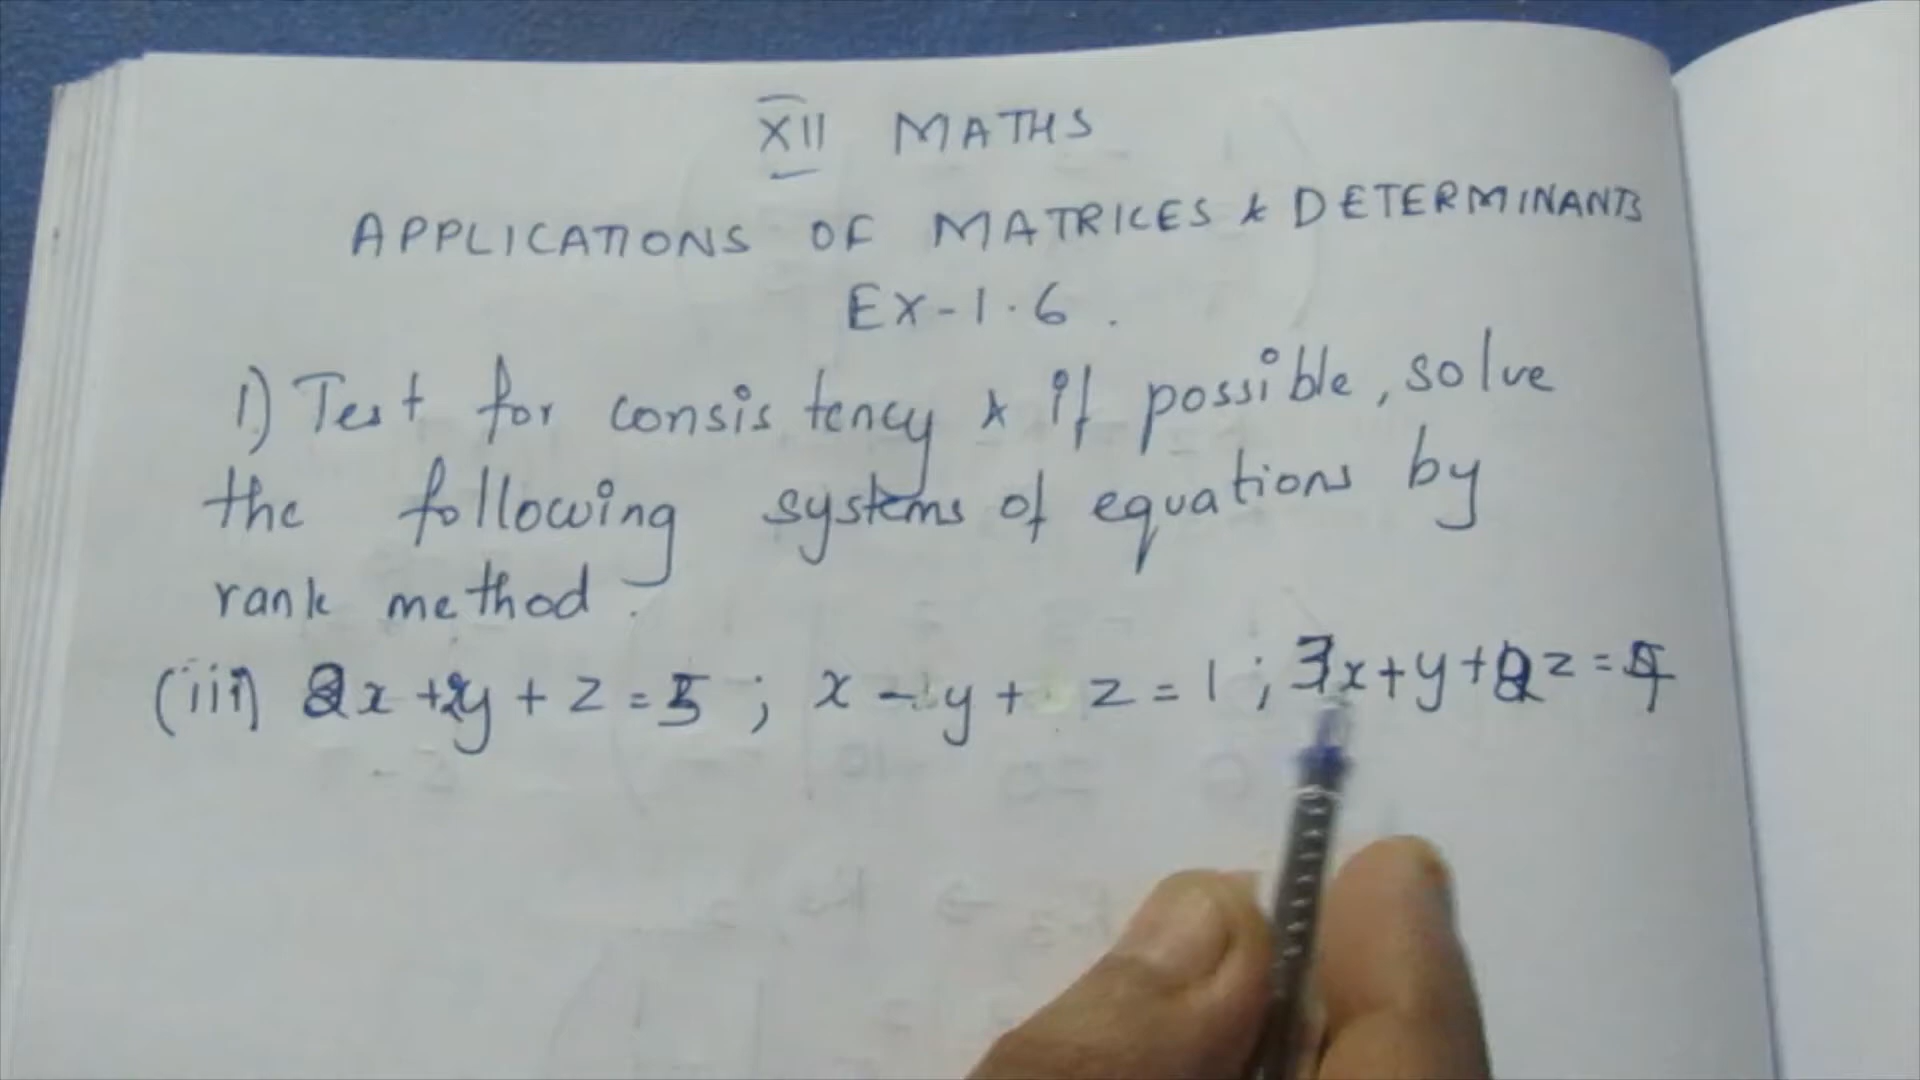 XII MATHS
APPLICATIONS OF MATRICES & DETERMINANTS
EX-1.6.
1) Test for consistency & if possible, solve
the following systems of equations by
rank method.
(iii) 2x+2y+z=5; x-y+z=1; 3x+y+2z=4